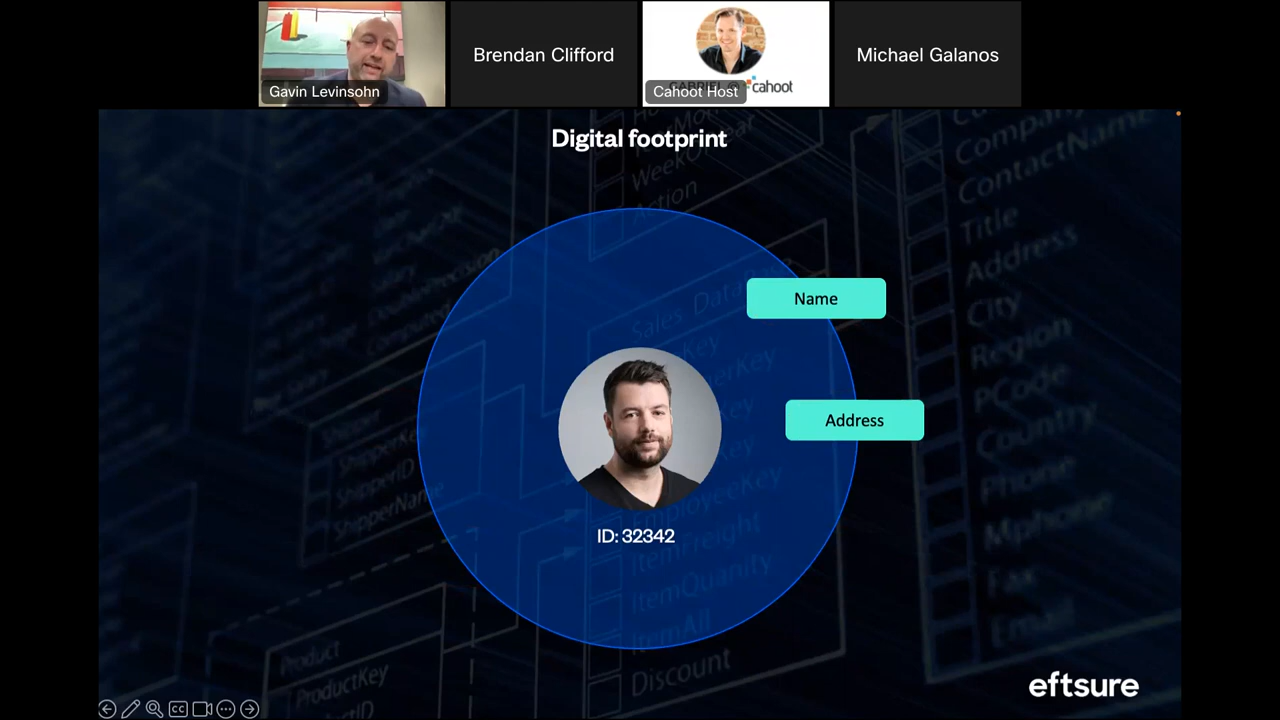 Gavin Levinsohn
Brendan Clifford
Cahoot Host
cahoot
Michael Galanos
Digital footprint
WeekOfYear
Action
Company
ContactName
Title
Address
City
Region
PCode
Country
Phone
Mphone
Fax
Email
Sales Data
Name
Address
ShipperID
ShipperName
ID: 32342
EmployeeKey
ItemFreight
ItemQuanity
ItemAll
Discount
Product
ProductKey
CC
eftsure